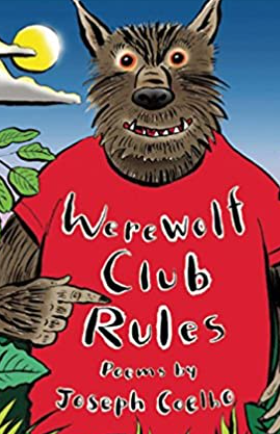 Werewolf
Club
Rules
Poems by
Joseph Coelho